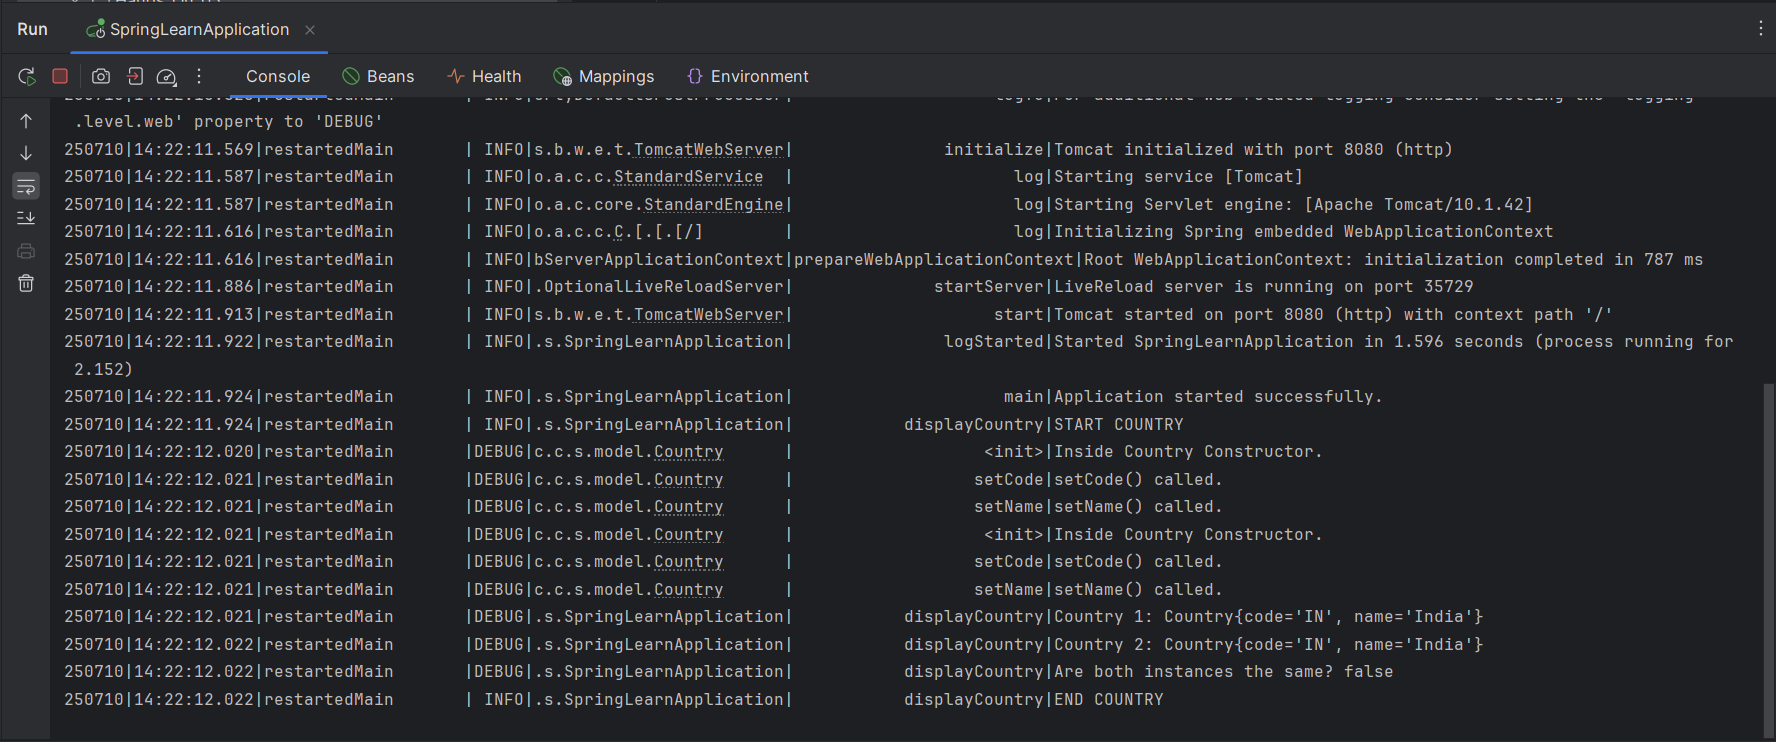 Run SpringLearnApplication
Console Beans Health Mappings Environment
.level.web' property to 'DEBUG'
250710|14:22:11.569|restartedMain | INFO|s.b.w.e.t.TomcatWebServer| initialize|Tomcat initialized with port 8080 (http)
250710|14:22:11.587|restartedMain | INFO|o.a.c.c.StandardService | log|Starting service [Tomcat]
250710|14:22:11.587|restartedMain | INFO|o.a.c.core.StandardEngine| log|Starting Servlet engine: [Apache Tomcat/10.1.42]
250710|14:22:11.616|restartedMain | INFO|o.a.c.c.C.[.[.[/] | log|Initializing Spring embedded WebApplicationContext
250710|14:22:11.616|restartedMain | INFO|bServerApplicationContext|prepareWebApplicationContext|Root WebApplicationContext: initialization completed in 787 ms
250710|14:22:11.886|restartedMain | INFO|.OptionalLiveReloadServer| startServer|LiveReload server is running on port 35729
250710|14:22:11.913|restartedMain | INFO|s.b.w.e.t.TomcatWebServer| start|Tomcat started on port 8080 (http) with context path '/'
250710|14:22:11.922|restartedMain | INFO|.s.SpringLearnApplication| logStarted|Started SpringLearnApplication in 1.596 seconds (process running for
2.152)
250710|14:22:11.924|restartedMain | INFO|.s.SpringLearnApplication| main|Application started successfully.
250710|14:22:11.924|restartedMain | INFO|.s.SpringLearnApplication| displayCountry|START COUNTRY
250710|14:22:12.020|restartedMain |DEBUG|c.c.s.model.Country | <init>|Inside Country Constructor.
250710|14:22:12.021|restartedMain |DEBUG|c.c.s.model.Country | setCode|setCode() called.
250710|14:22:12.021|restartedMain |DEBUG|c.c.s.model.Country | setName|setName() called.
250710|14:22:12.021|restartedMain |DEBUG|c.c.s.model.Country | <init>|Inside Country Constructor.
250710|14:22:12.021|restartedMain |DEBUG|c.c.s.model.Country | setCode|setCode() called.
250710|14:22:12.021|restartedMain |DEBUG|c.c.s.model.Country | setName|setName() called.
250710|14:22:12.021|restartedMain |DEBUG|.s.SpringLearnApplication| displayCountry|Country 1: Country{code='IN', name='India'}
250710|14:22:12.022|restartedMain |DEBUG|.s.SpringLearnApplication| displayCountry|Country 2: Country{code='IN', name='India'}
250710|14:22:12.022|restartedMain |DEBUG|.s.SpringLearnApplication| displayCountry|Are both instances the same? false
250710|14:22:12.022|restartedMain | INFO|.s.SpringLearnApplication| displayCountry|END COUNTRY